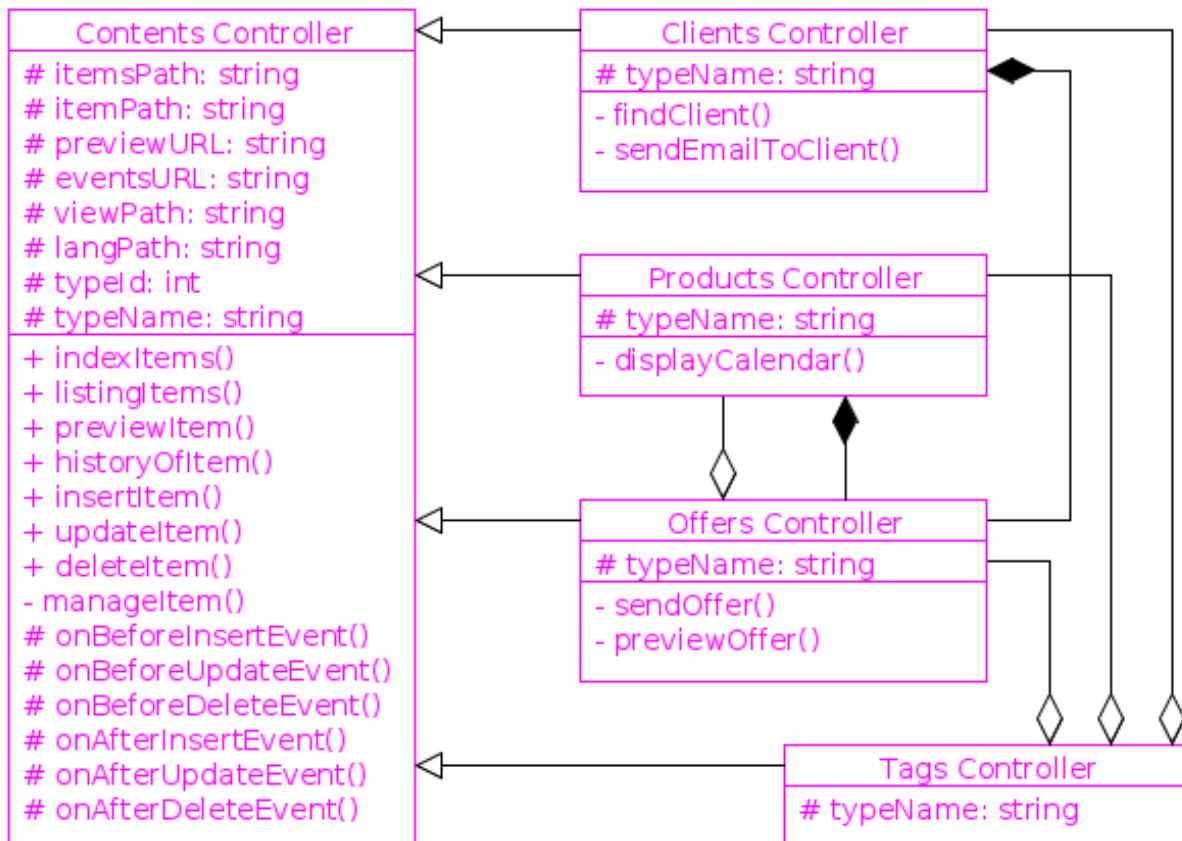 Contents Controller
# itemsPath: string
# itemPath: string
# previewURL: string
# eventsURL: string
# viewPath: string
# langPath: string
# typeId: int
# typeName: string
+ indexItems()
+ listingItems()
+ previewItem()
+ historyOfItem()
+ insertItem()
+ updateItem()
+ deleteItem()
- manageItem()
# onBeforeInsertEvent()
# onBeforeUpdateEvent()
# onBeforeDeleteEvent()
# onAfterInsertEvent()
# onAfterUpdateEvent()
# onAfterDeleteEvent()
Clients Controller
# typeName: string
- findClient()
- sendEmailToClient()
Products Controller
# typeName: string
- displayCalendar()
Offers Controller
# typeName: string
- sendOffer()
- previewOffer()
Tags Controller
# typeName: string